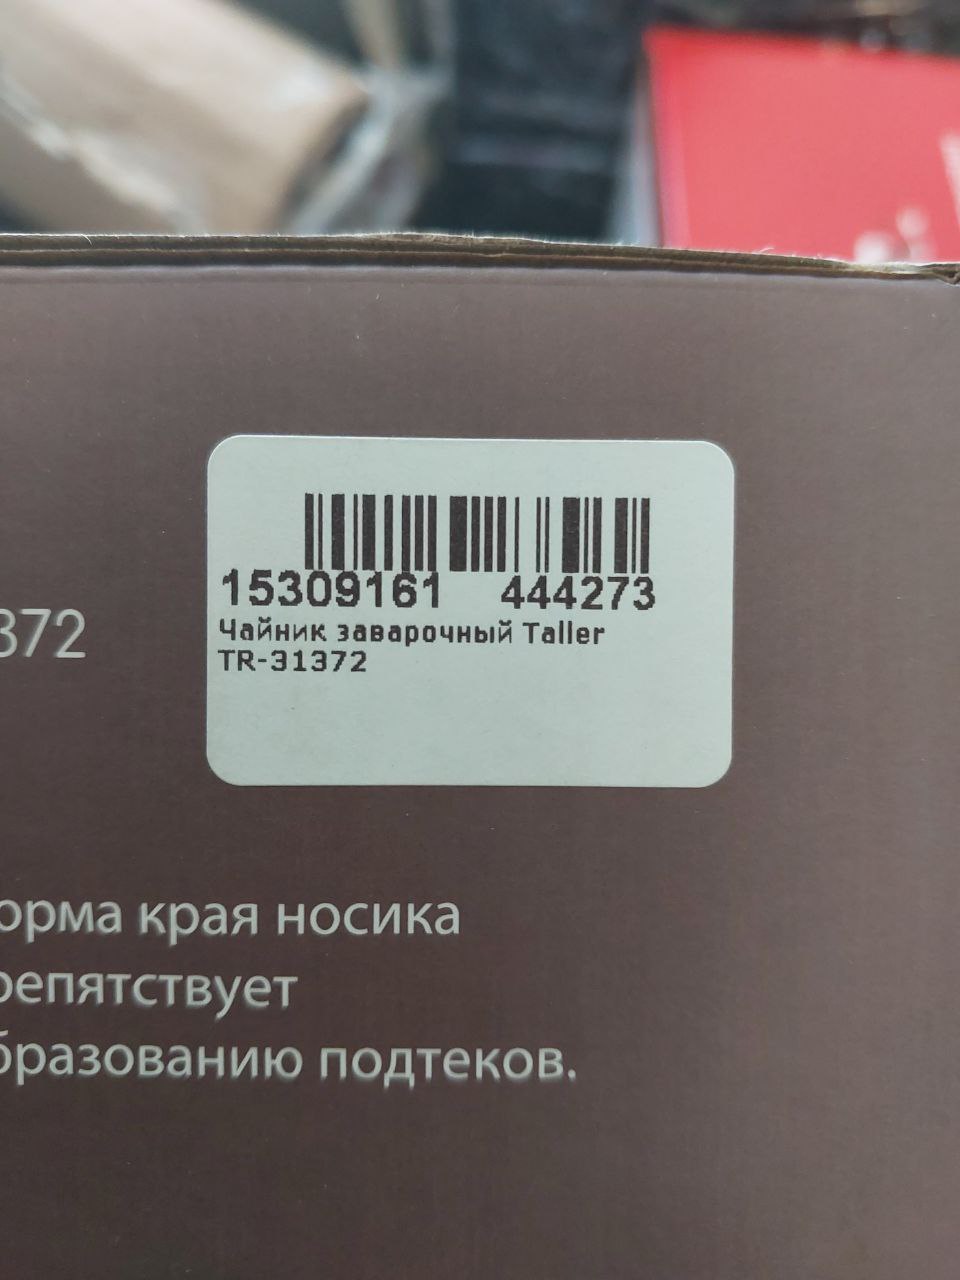 15309161 444273
Чайник заварочный Taller
TR-31372
372
орма края носика
репятствует
бразованию подтеков.